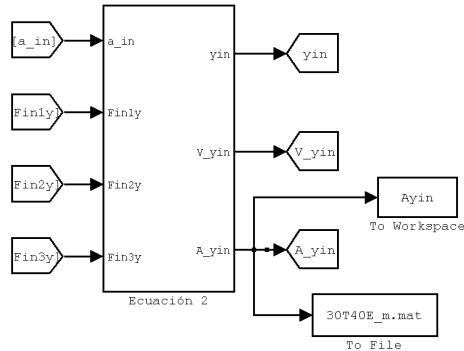 [a_in]
a_in
yin
yin
Fin1y]
Fin1y
V_yin
V_yin
Fin2y]
Fin2y
Ayin
To Workspace
Fin3y]
Fin3y
A_yin
A_yin
Ecuación 2
30T40E_m.mat
To File